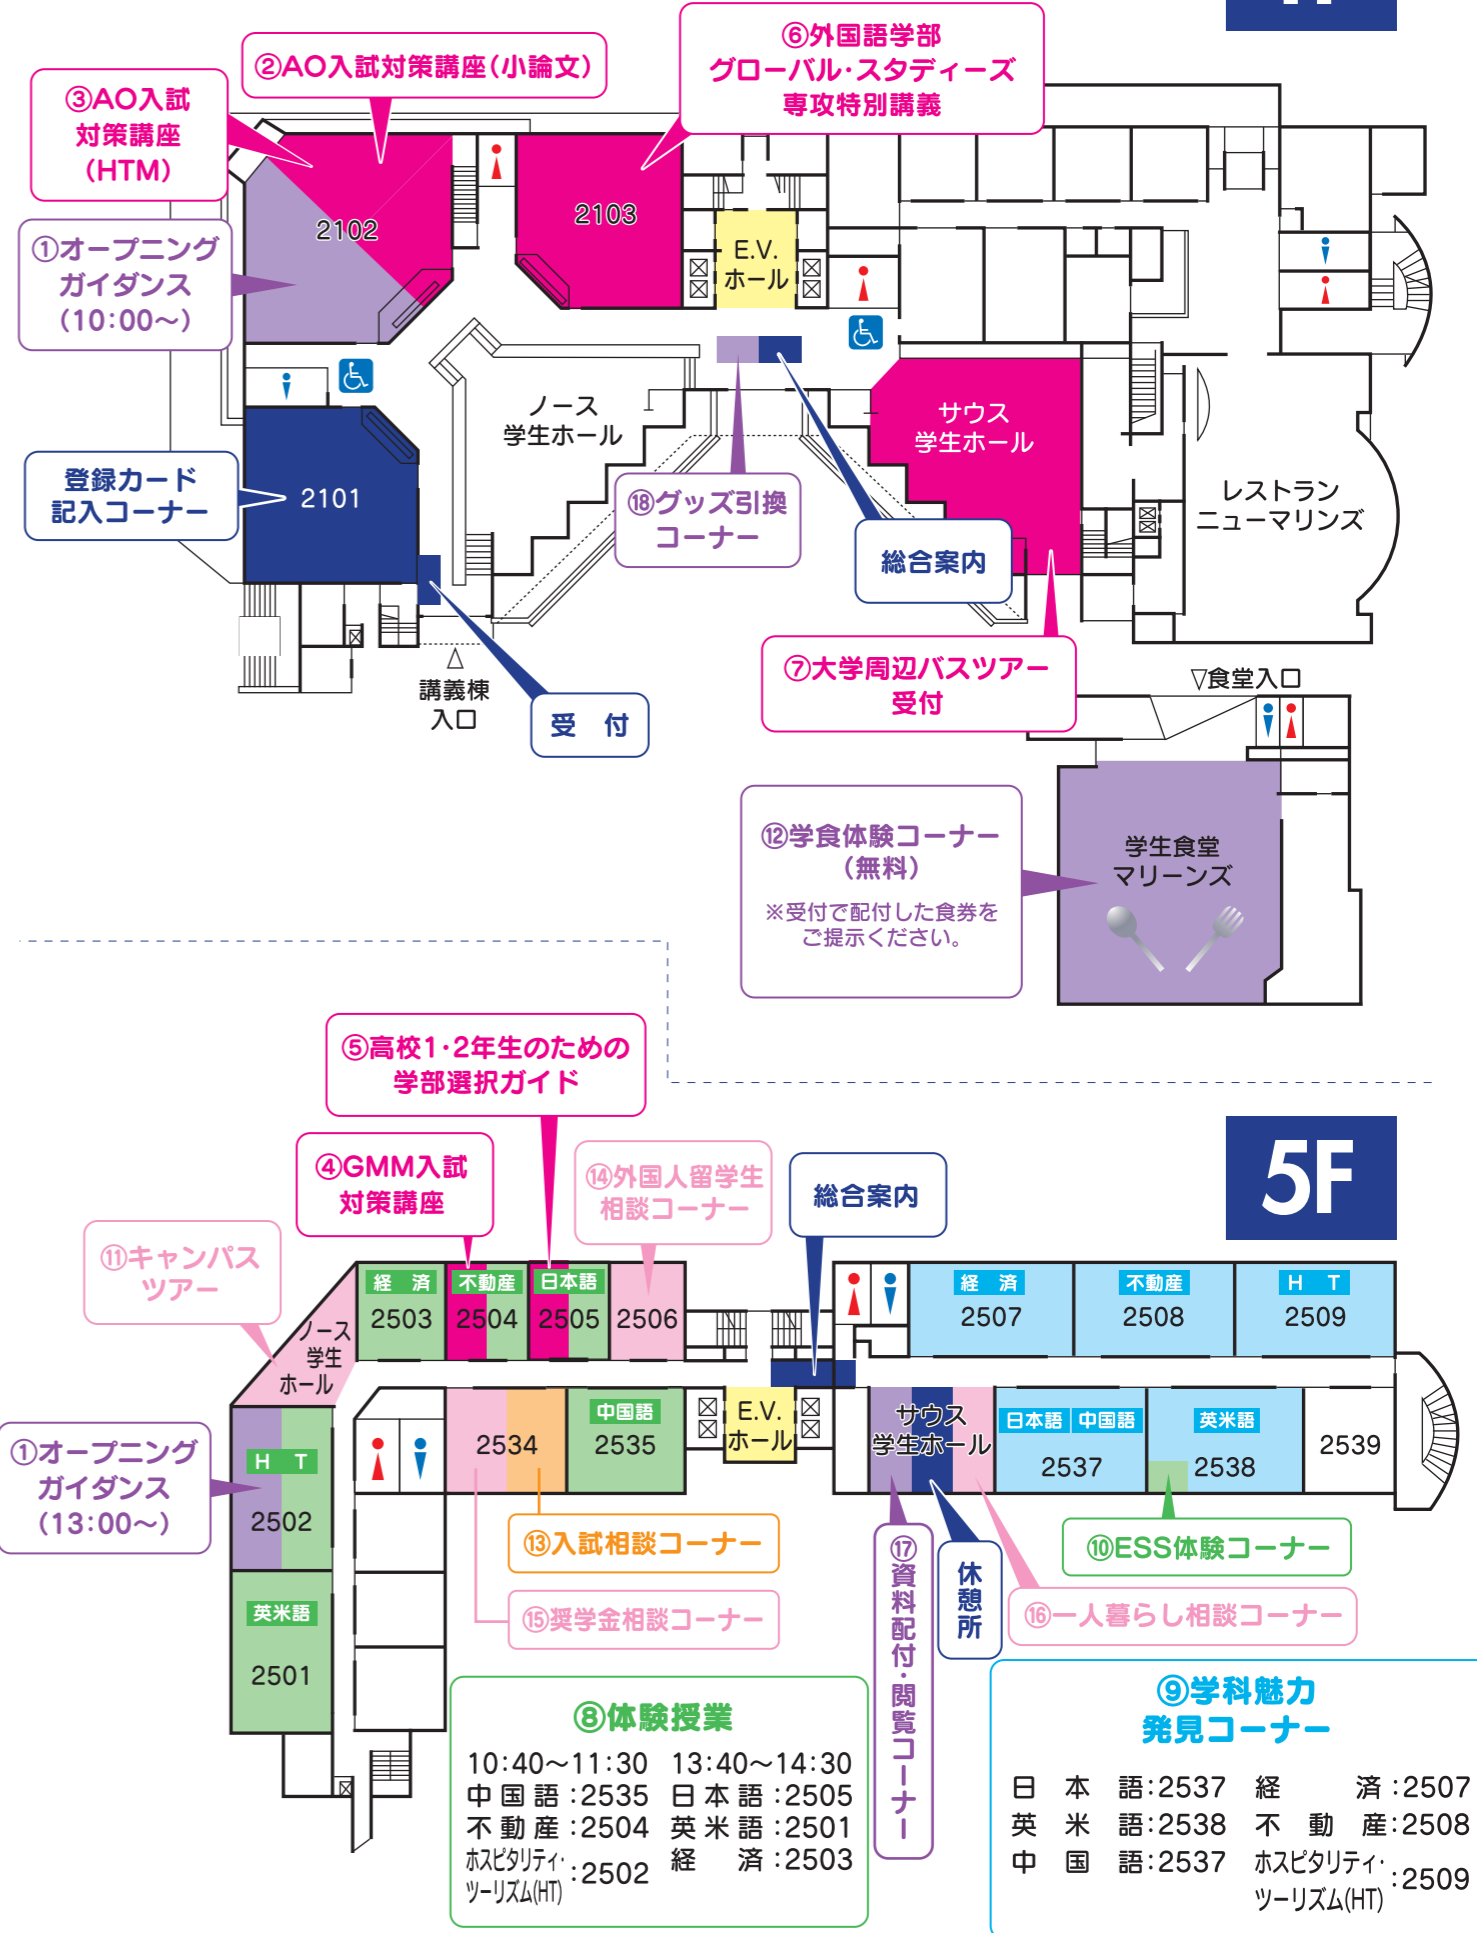 ②AO入試対策講座(小論文)
③AO入試
対策講座
(HTM)
⑥外国語学部
グローバル・スタディーズ
専攻特別講義
①オープニング
ガイダンス
(10:00～)
2102
2103
E.V.
ホール
登録カード
記入コーナー
2101
ノース
学生ホール
⑱グッズ引換
コーナー
総合案内
サウス
学生ホール
レストラン
ニューマリンズ
⑦大学周辺バスツアー
受付
△
講義棟
入口
受　付
▽食堂入口
⑫学食体験コーナー
(無料)
※受付で配付した食券を
ご提示ください。
学生食堂
マリーンズ
5F
⑤高校1・2年生のための
学部選択ガイド
④GMM入試
対策講座
⑭外国人留学生
相談コーナー
総合案内
⑪キャンパス
ツアー
ノース
学生
ホール
経　済
2503
不動産
2504
日本語
2505
2506
経　済
2507
不動産
2508
H　T
2509
①オープニング
ガイダンス
(13:00～)
H　T
2502
英米語
2501
2534
中国語
2535
E.V.
ホール
サウス
学生ホール
日本語 中国語
2537
英米語
2538
2539
⑬入試相談コーナー
⑮奨学金相談コーナー
⑰資料配付・閲覧コーナー
休憩所
⑩ESS体験コーナー
⑯一人暮らし相談コーナー
⑧体験授業
10:40～11:30　13:40～14:30
中国語:2535　日本語:2505
不動産:2504　英米語:2501
ホスピタリティ・ツーリズム(HT):2502　経　済:2503
⑨学科魅力
発見コーナー
日　本　語:2537　経　　済:2507
英　米　語:2538　不　動　産:2508
中　国　語:2537　ホスピタリティ・ツーリズム(HT):2509